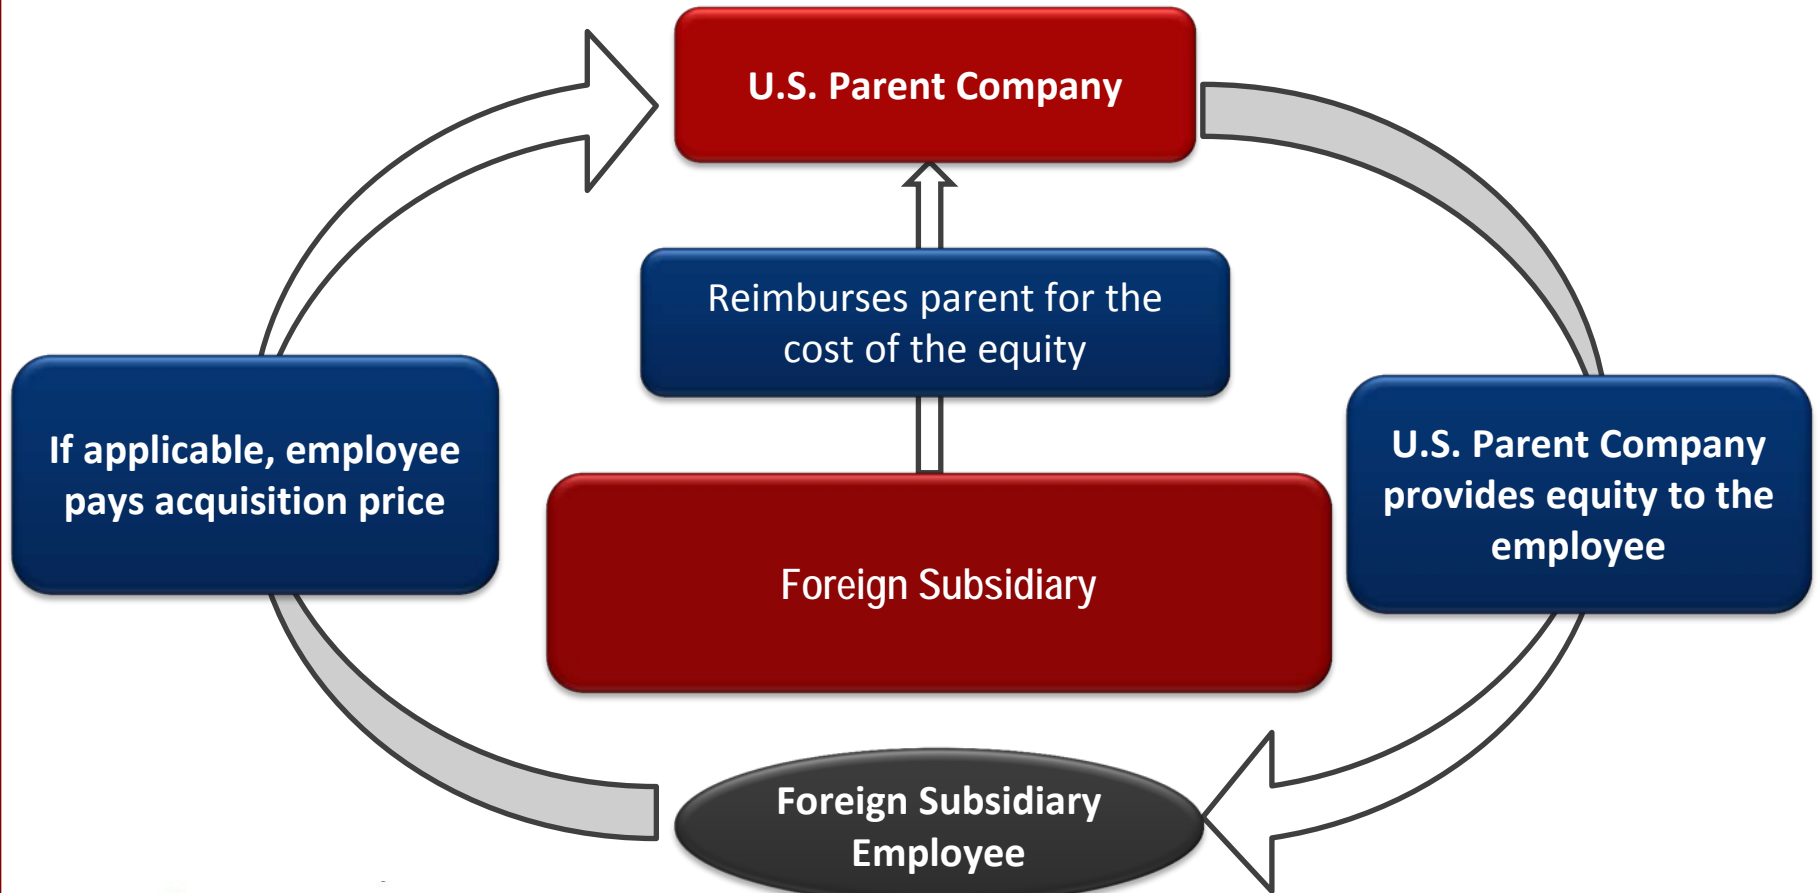 U.S. Parent Company
Reimburses parent for the
cost of the equity
If applicable, employee
pays acquisition price
U.S. Parent Company
provides equity to the
employee
Foreign Subsidiary
Foreign Subsidiary
Employee